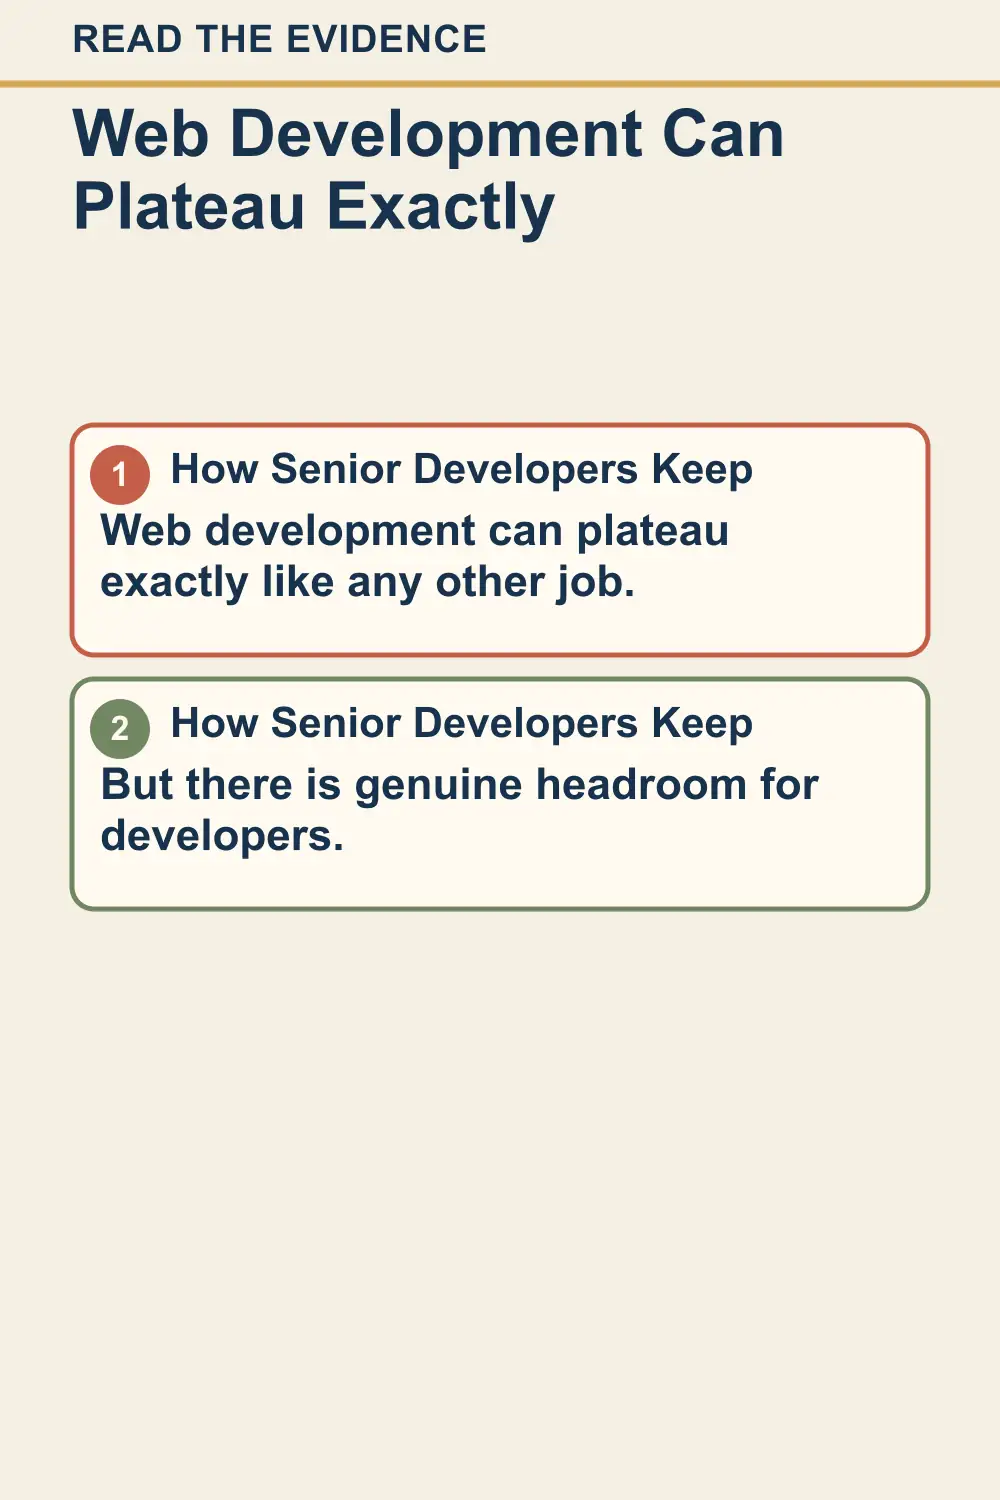 READ THE EVIDENCE
Web Development Can
Plateau Exactly
1 How Senior Developers Keep
Web development can plateau
exactly like any other job.
2 How Senior Developers Keep
But there is genuine headroom for
developers.